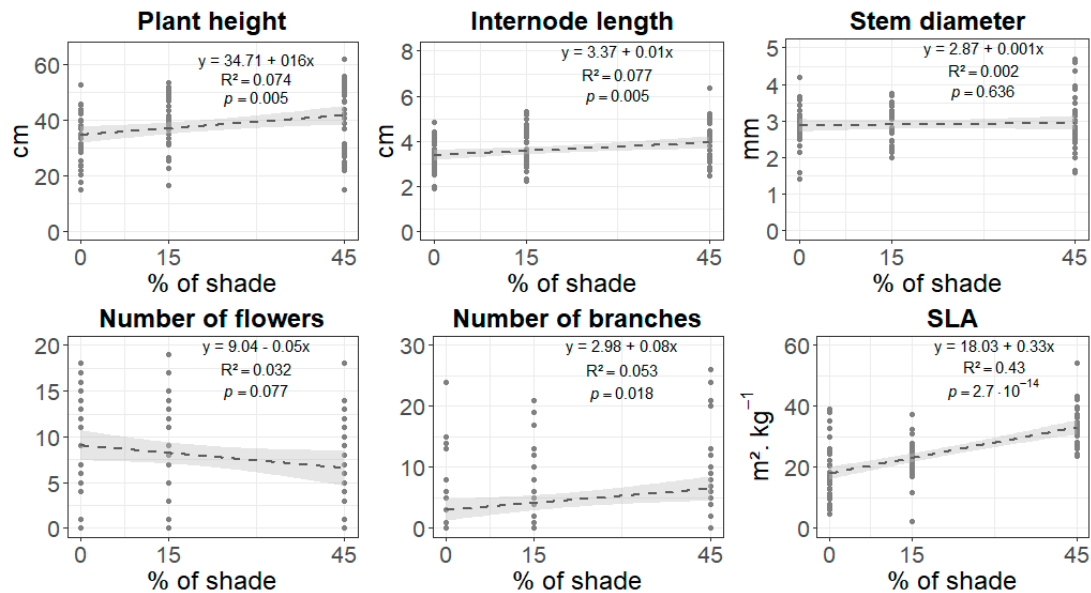 Plant height
y = 34.71 + 016x
R² = 0.074
p = 0.005
60
40
20
0
cm
0 15 45
% of shade
Internode length
y = 3.37 + 0.01x
R² = 0.077
p = 0.005
8
6
4
2
0
cm
0 15 45
% of shade
Stem diameter
y = 2.87 + 0.001x
R² = 0.002
p = 0.636
5
4
3
2
1
0
mm
0 15 45
% of shade
Number of flowers
y = 9.04 - 0.05x
R² = 0.032
p = 0.077
20
15
10
5
0
0 15 45
% of shade
Number of branches
y = 2.98 + 0.08x
R² = 0.053
p = 0.018
30
20
10
0
0 15 45
% of shade
SLA
y = 18.03 + 0.33x
R² = 0.43
p = 2.7 · 10⁻¹⁴
60
40
20
0
m². kg⁻¹
0 15 45
% of shade